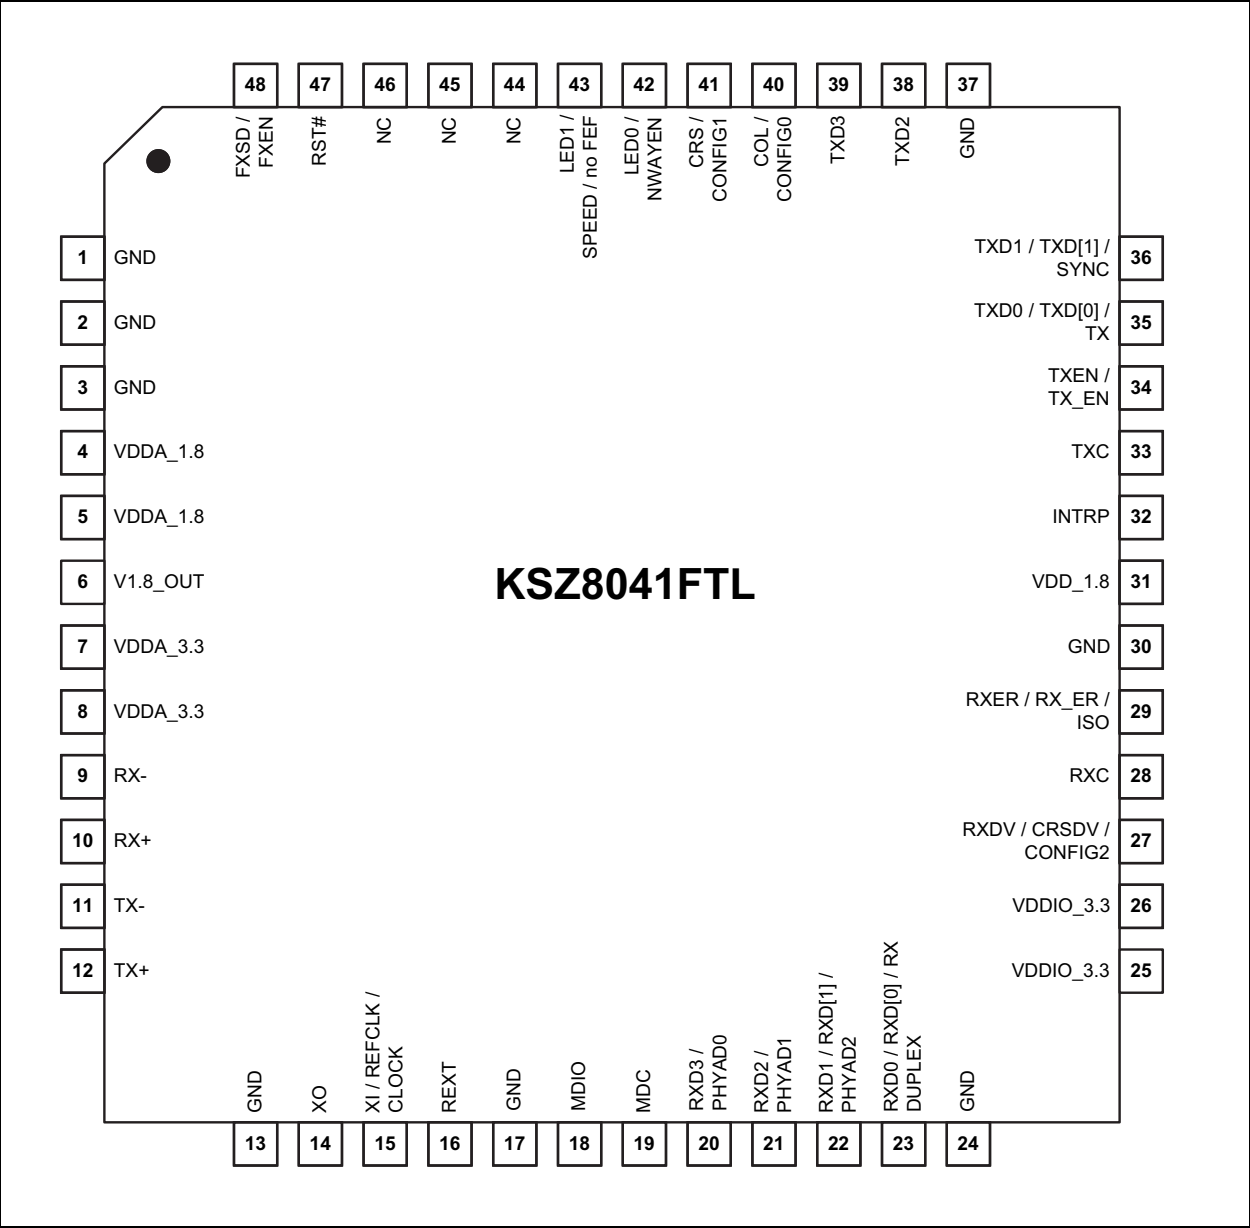 48 47 46 45 44 43 42 41 40 39 38 37
FXSD /
FXEN
RST#
NC
NC
NC
LED1 /
SPEED / no FEF
LED0 /
NWAYEN
CRS /
CONFIG1
COL /
CONFIG0
TXD3
TXD2
GND
1 GND
2 GND
3 GND
4 VDDA_1.8
5 VDDA_1.8
6 V1.8_OUT
7 VDDA_3.3
8 VDDA_3.3
9 RX-
10 RX+
11 TX-
12 TX+
KSZ8041FTL
TXD1 / TXD[1] /
SYNC
36
TXD0 / TXD[0] /
TX
35
TXEN /
TX_EN
34
TXC 33
INTRP 32
VDD_1.8 31
GND 30
RXER / RX_ER /
ISO
29
RXC 28
RXDV / CRSDV /
CONFIG2
27
VDDIO_3.3 26
VDDIO_3.3 25
GND
XO
XI / REFCLK /
CLOCK
REXT
GND
MDIO
MDC
RXD3 /
PHYAD0
RXD2 /
PHYAD1
RXD1 / RXD[1] /
PHYAD2
RXD0 / RXD[0] / RX
DUPLEX
GND
13 14 15 16 17 18 19 20 21 22 23 24